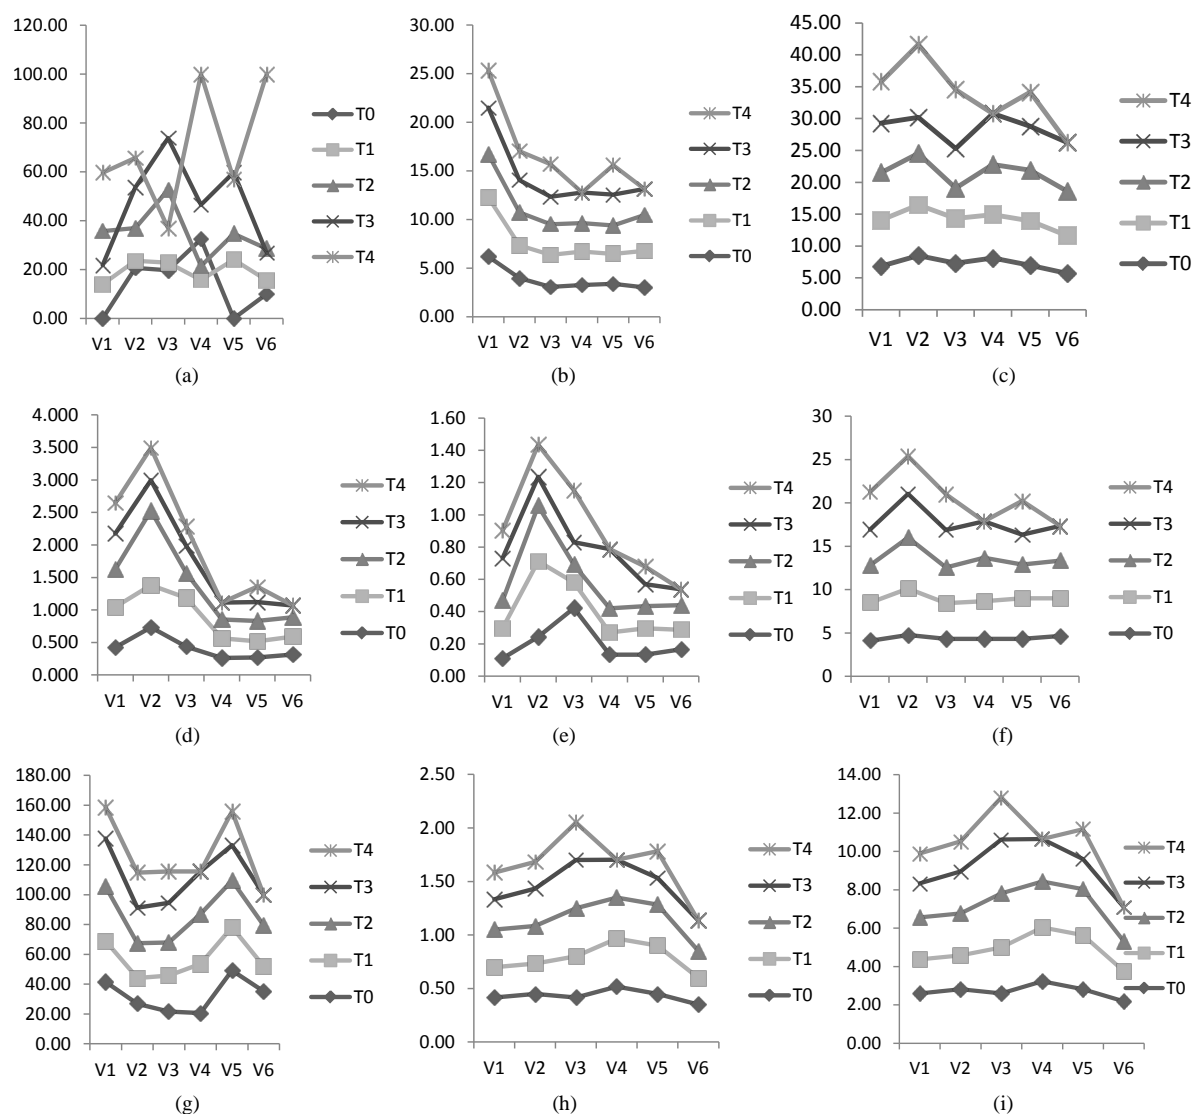 120.00
100.00
80.00
60.00
40.00
20.00
0.00
V1 V2 V3 V4 V5 V6
T0
T1
T2
T3
T4
(a)
30.00
25.00
20.00
15.00
10.00
5.00
0.00
V1 V2 V3 V4 V5 V6
T4
T3
T2
T1
T0
(b)
45.00
40.00
35.00
30.00
25.00
20.00
15.00
10.00
5.00
0.00
V1 V2 V3 V4 V5 V6
T4
T3
T2
T1
T0
(c)
4.000
3.500
3.000
2.500
2.000
1.500
1.000
0.500
0.000
V1 V2 V3 V4 V5 V6
T4
T3
T2
T1
T0
(d)
1.60
1.40
1.20
1.00
0.80
0.60
0.40
0.20
0.00
V1 V2 V3 V4 V5 V6
T4
T3
T2
T1
T0
(e)
30
25
20
15
10
5
0
V1 V2 V3 V4 V5 V6
T4
T3
T2
T1
T0
(f)
180.00
160.00
140.00
120.00
100.00
80.00
60.00
40.00
20.00
0.00
V1 V2 V3 V4 V5 V6
T4
T3
T2
T1
T0
(g)
2.50
2.00
1.50
1.00
0.50
0.00
V1 V2 V3 V4 V5 V6
T4
T3
T2
T1
T0
(h)
14.00
12.00
10.00
8.00
6.00
4.00
2.00
0.00
V1 V2 V3 V4 V5 V6
T4
T3
T2
T1
T0
(i)